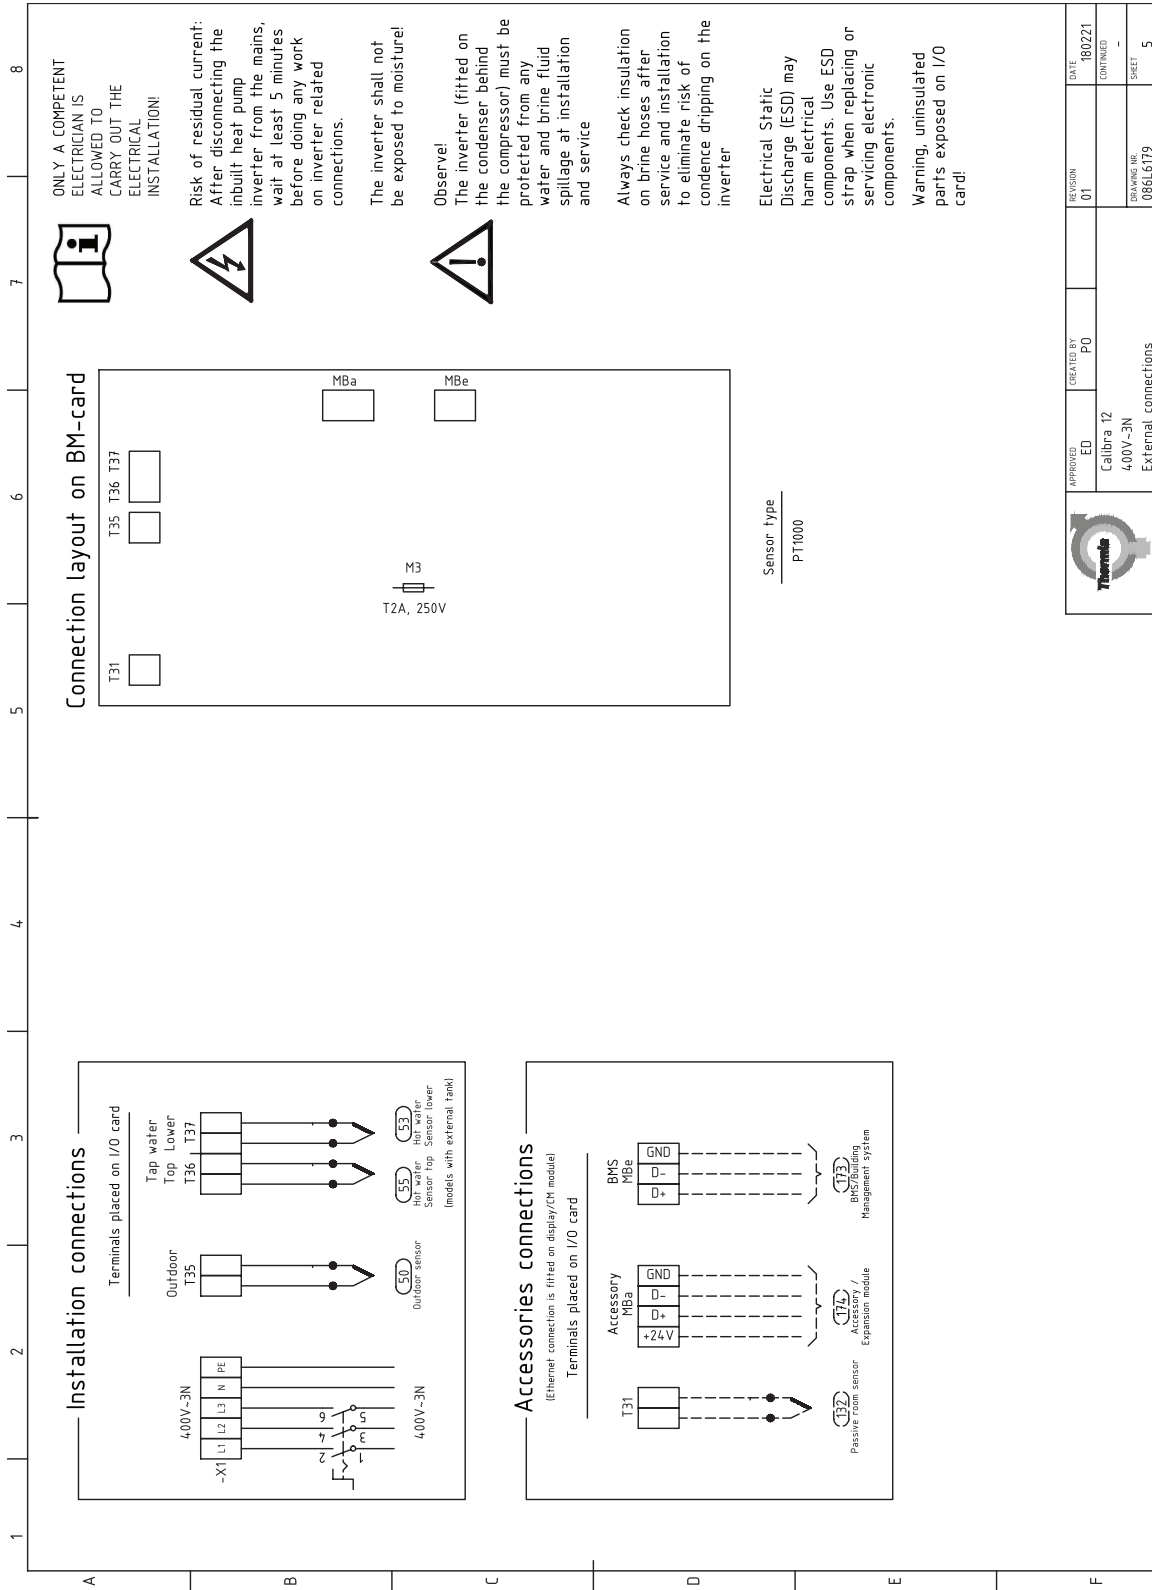 1
2
3
4
5
6
7
8
A
B
C
D
E
F
Installation connections
Terminals placed on I/O card
400V~3N
-X1
L1
L2
L3
N
PE
2
4
6
1
3
5
400V~3N
Outdoor
T35
50
Outdoor sensor
Tap water
Top
Lower
T36
T37
55
Hot water
Sensor top
53
Hot water
Sensor lower
(models with external tank)
Accessories connections
(Ethernet connection is fitted on display/CM module)
Terminals placed on I/O card
T31
132
Passive room sensor
Accessory
MBa
+24V
D+
D-
GND
174
Accessory /
Expansion module
BMS
MBe
D+
D-
GND
173
BMS/Building
Management system
Connection layout on BM-card
T31
T35
T36
T37
MBa
MBe
M3
T2A, 250V
Sensor type
PT1000
ONLY A COMPETENT
ELECTRICIAN IS
ALLOWED TO
CARRY OUT THE
ELECTRICAL
INSTALLATION!
Risk of residual current:
After disconnecting the
inbuilt heat pump
inverter from the mains,
wait at least 5 minutes
before doing any work
on inverter related
connections.
The inverter shall not
be exposed to moisture!
Observe!
The inverter (fitted on
the condenser behind
the compressor) must be
protected from any
water and brine fluid
spillage at installation
and service
Always check insulation
on brine hoses after
service and installation
to eliminate risk of
condence dripping on the
inverter
Electrical Static
Discharge (ESD) may
harm electrical
components. Use ESD
strap when replacing or
servicing electronic
components.
Warning, uninsulated
parts exposed on I/O
card!
Thermia
APPROVED
ED
CREATED BY
PO
REVISION
01
DATE
180221
Calibra 12
400V~3N
External connections
CONTINUED
-
DRAWING NR.
086L6179
SHEET
5